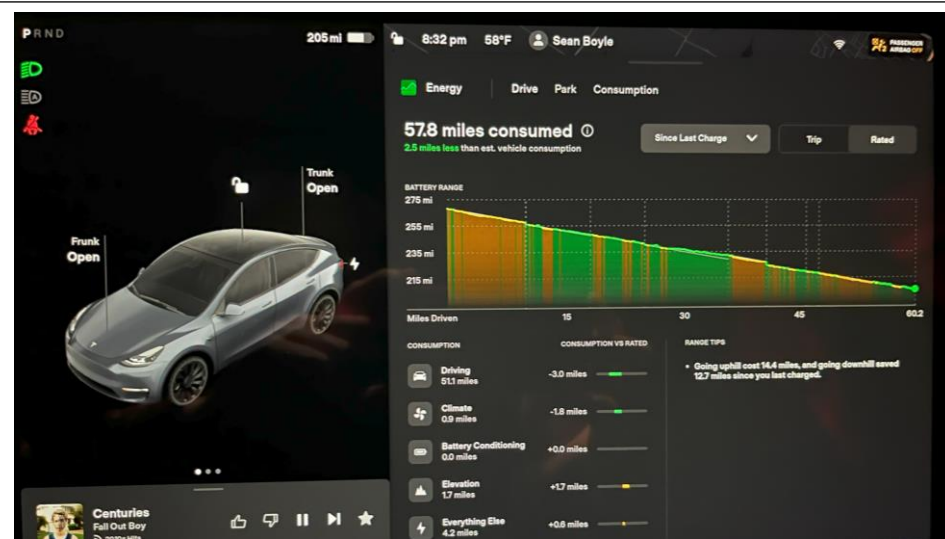 PRND
205 mi
8:32 pm 58°F Sean Boyle
PASSENGER
AIRBAG OFF
Energy Drive Park Consumption
57.8 miles consumed
2.5 miles less than est. vehicle consumption
Since Last Charge
Trip
Rated
Trunk
Open
Frunk
Open
BATTERY RANGE
275 mi
255 mi
235 mi
215 mi
Miles Driven 15 30 45 60.2
CONSUMPTION CONSUMPTION VS RATED
Driving
51.1 miles
-3.0 miles
Climate
0.9 miles
-1.8 miles
Battery Conditioning
0.0 miles
+0.0 miles
Elevation
1.7 miles
+1.7 miles
Everything Else
4.2 miles
+0.6 miles
RANGE TIPS
• Going uphill cost 14.4 miles, and going downhill saved
12.7 miles since you last charged.
Centuries
Fall Out Boy